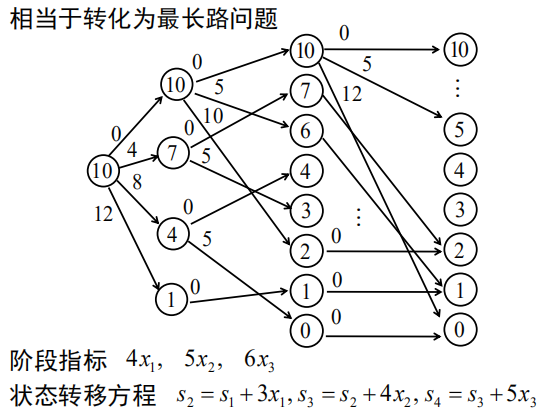 相当于转化为最长路问题
0
10 10
0 5
10 5 7 12 ⋮
10
0 0 6 5
4 7 5
10 8 4 4
12 0 3 ⋮ 3
4 5 2 0 2
1 0 1 0 1
0 0 0
阶段指标 4x₁, 5x₂, 6x₃
状态转移方程 s₂ = s₁ + 3x₁, s₃ = s₂ + 4x₂, s₄ = s₃ + 5x₃